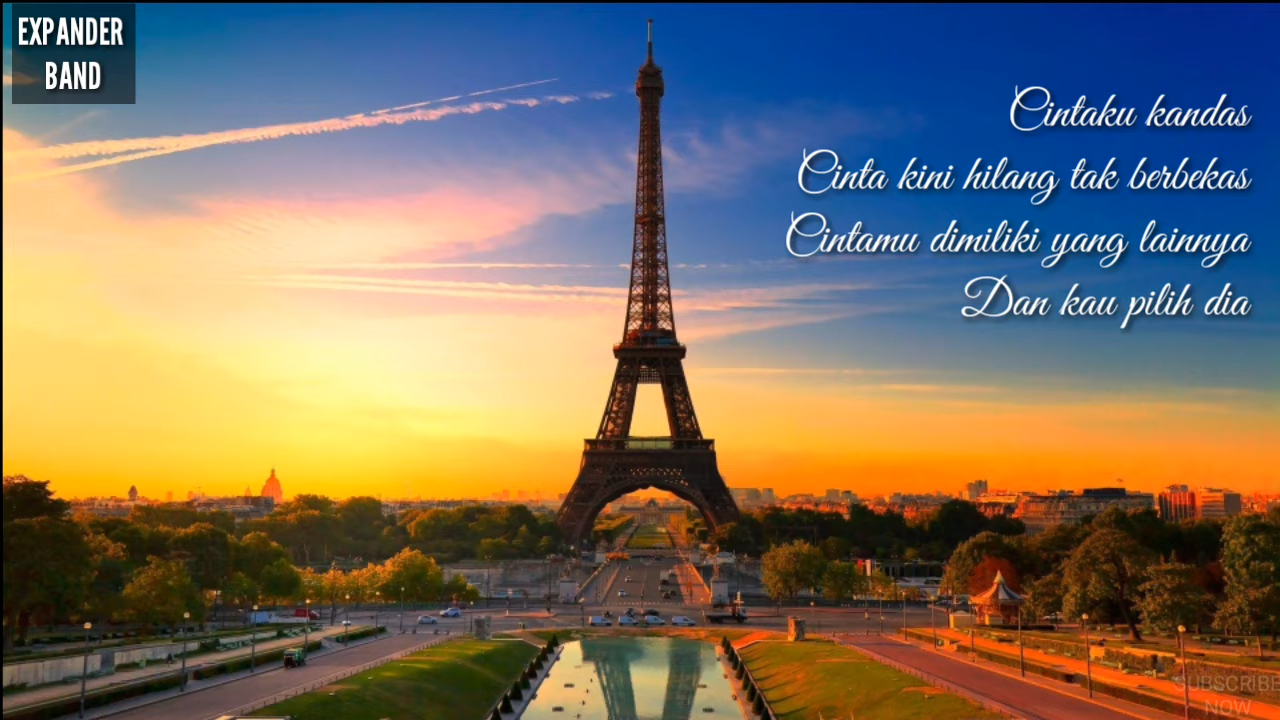 EXPANDER
BAND
Cintaku kandas
Cinta kini hilang tak berbekas
Cintamu dimiliki yang lainnya
Dan kau pilih dia
SUBSCRIBE
NOW